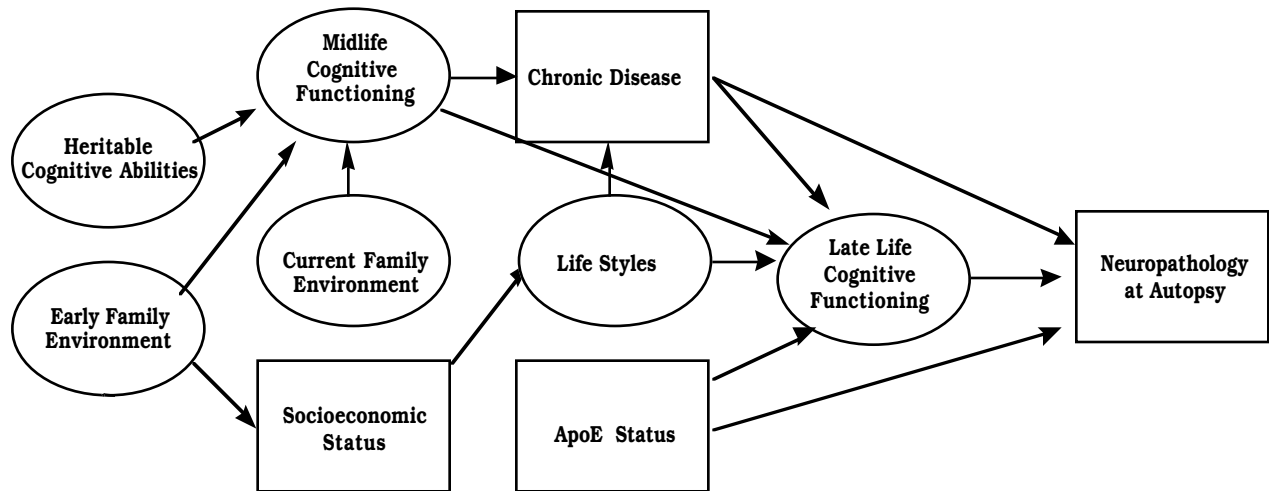 Midlife
Cognitive
Functioning
Chronic Disease
Heritable
Cognitive Abilities
Current Family
Environment
Life Styles
Late Life
Cognitive
Functioning
Neuropathology
at Autopsy
Early Family
Environment
Socioeconomic
Status
ApoE Status